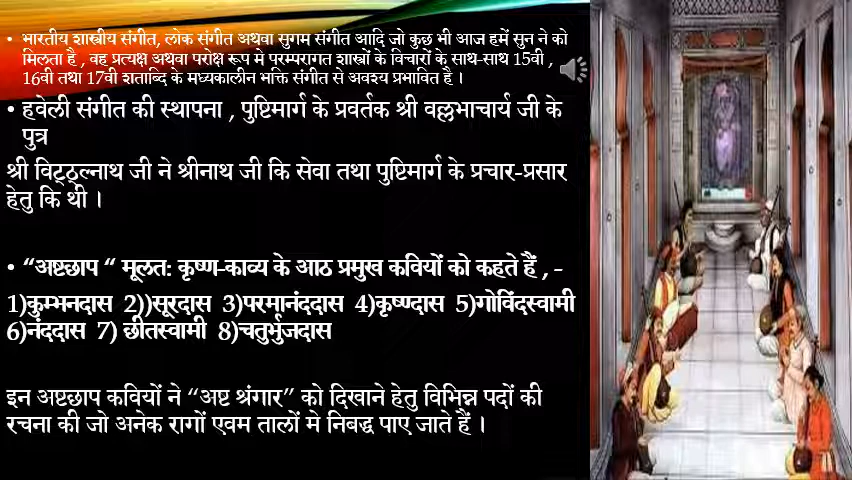 • भारतीय शास्त्रीय संगीत, लोक संगीत अथवा सुगम संगीत आदि जो कुछ भी आज हमें सुन ने को
मिलता है , वह प्रत्यक्ष अथवा परोक्ष रूप मे परम्परागत शास्त्रों के विचारों के साथ-साथ 15वी ,
16वी तथा 17वी शताब्दि के मध्यकालीन भक्ति संगीत से अवश्य प्रभावित है ।
• हवेली संगीत की स्थापना , पुष्टिमार्ग के प्रवर्तक श्री वल्लभाचार्य जी के
पुत्र
श्री विट्ठ्लनाथ जी ने श्रीनाथ जी कि सेवा तथा पुष्टिमार्ग के प्रचार-प्रसार
हेतु कि थी ।
• “अष्टछाप “ मूलत: कृष्ण-काव्य के आठ प्रमुख कवियों को कहते हैं , -
1)कुम्भनदास 2))सूरदास 3)परमानंददास 4)कृष्णदास 5)गोविंदस्वामी
6)नंददास 7) छीतस्वामी 8)चतुर्भुजदास
इन अष्टछाप कवियों ने “अष्ट श्रंगार” को दिखाने हेतु विभिन्न पदों की
रचना की जो अनेक रागों एवम तालों मे निबद्ध पाए जाते हैं ।